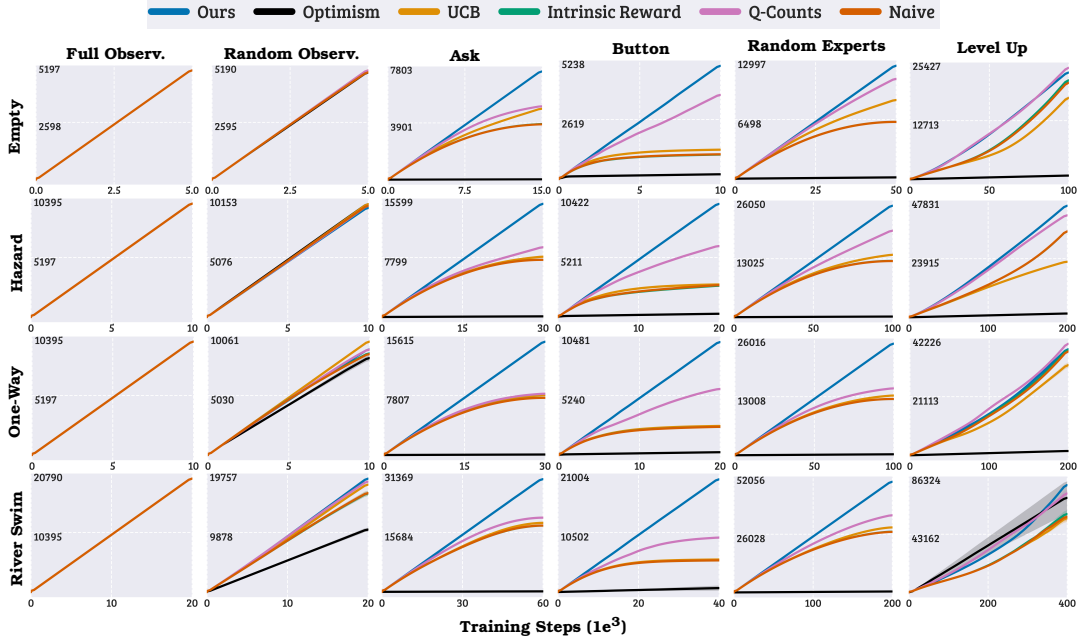 Ours Optimism UCB Intrinsic Reward Q-Counts Naive
Full Observ. Random Observ. Ask Button Random Experts Level Up
Empty
5197 5190 7803 5238 12997 25427
2598 2595 3901 2619 6498 12713
0.0 2.5 5.0 0.0 2.5 5.0 0.0 7.5 15.0 0 5 10 0 25 50 0 50 100
Hazard
10395 10153 15599 10422 26050 47831
5197 5076 7799 5211 13025 23915
0 5 10 0 5 10 0 15 30 0 10 20 0 50 100 0 100 200
One-Way
10395 10061 15615 10481 26016 42226
5197 5030 7807 5240 13008 21113
0 5 10 0 5 10 0 15 30 0 10 20 0 50 100 0 100 200
River Swim
20790 19757 31369 21004 52056 86324
10395 9878 15684 10502 26028 43162
0 10 20 0 10 20 0 30 60 0 20 40 0 100 200 0 200 400
Training Steps (1e³)